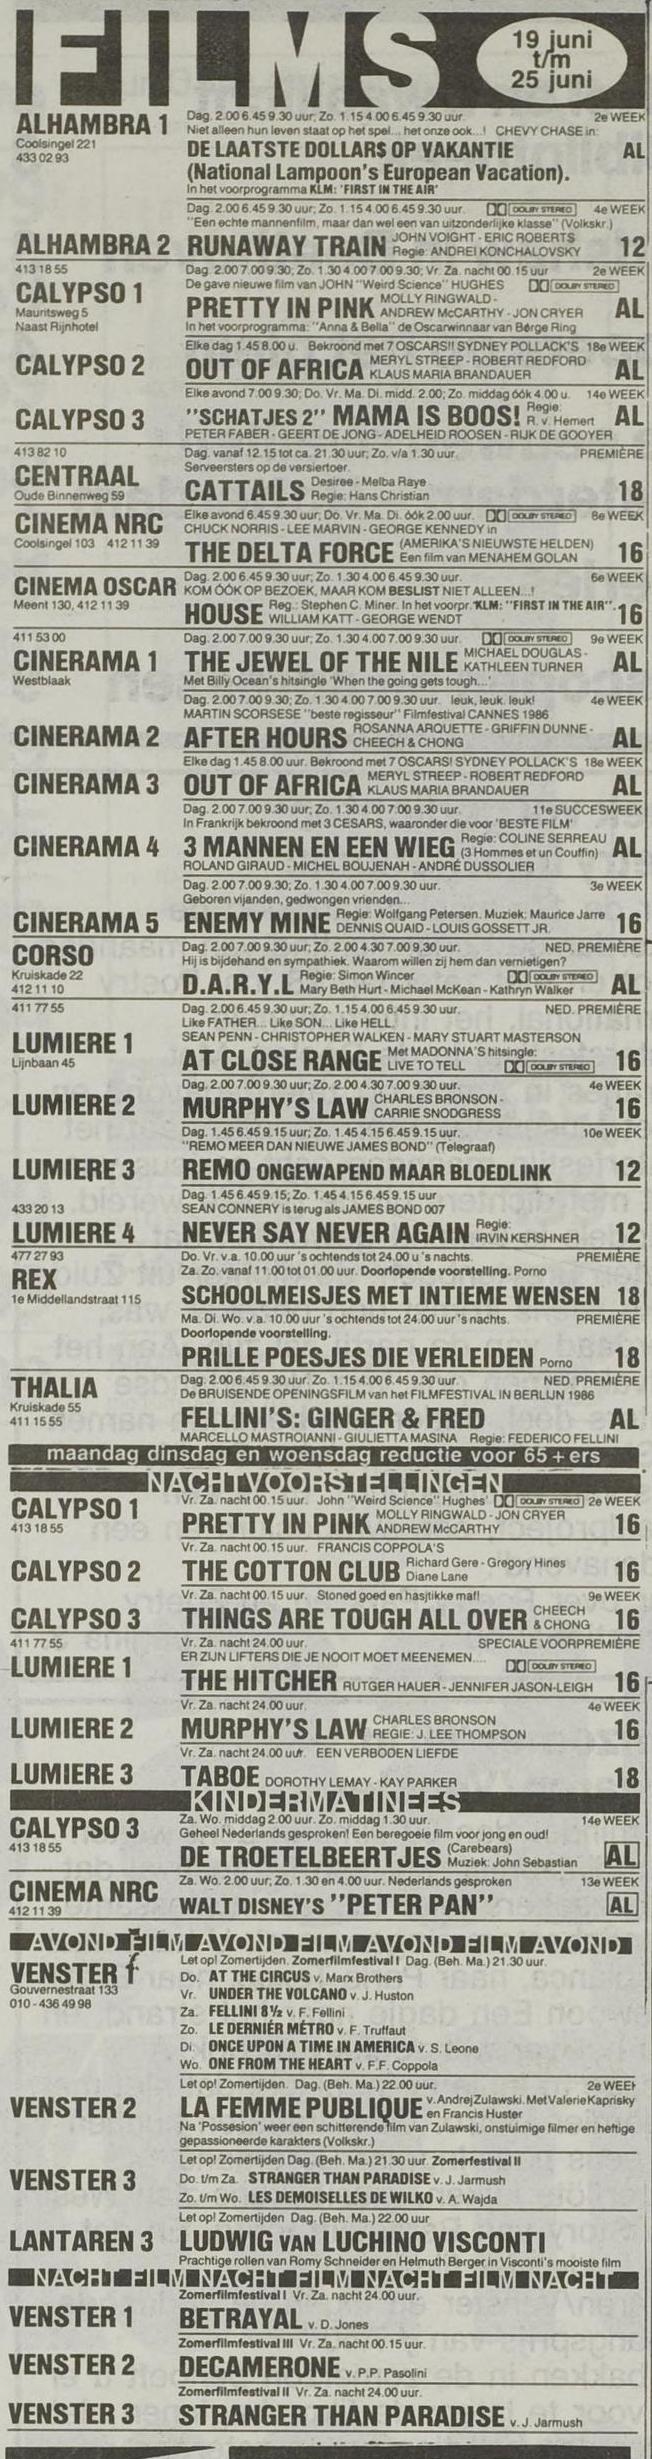 FILMS
19 juni
t/m
25 juni
ALHAMBRA 1
Coolsingel 221
433 02 93
Dag. 2.00 6.45 9.30 uur; Zo. 1.15 4.00 6.45 9.30 uur. 2e WEEK
Niet alleen hun leven staat op het spel... het onze ook...! CHEVY CHASE in:
DE LAATSTE DOLLARS OP VAKANTIE AL
(National Lampoon's European Vacation).
In het voorprogramma KLM: 'FIRST IN THE AIR'
Dag. 2.00 6.45 9.30 uur; Zo. 1.15 4.00 6.45 9.30 uur. DOLBY STEREO 4e WEEK
"Een echte mannenfilm, maar dan wel een van uitzonderlijke klasse" (Volkskr.)
ALHAMBRA 2 RUNAWAY TRAIN JOHN VOIGHT - ERIC ROBERTS
Regie: ANDREI KONCHALOVSKY 12
413 18 55
CALYPSO 1
Mauritsweg 5
Naast Rijnhotel
Dag. 2.00 7.00 9.30; Zo. 1.30 4.00 7.00 9.30; Vr. Za. nacht 00.15 uur 2e WEEK
De gave nieuwe film van JOHN "Weird Science" HUGHES DOLBY STEREO
PRETTY IN PINK MOLLY RINGWALD -
ANDREW McCARTHY - JON CRYER AL
In het voorprogramma: "Anna & Bella" de Oscarwinnaar van Børge Ring
Elke dag 1.45 8.00 u. Bekroond met 7 OSCARS!! SYDNEY POLLACK'S 18e WEEK
CALYPSO 2 OUT OF AFRICA MERYL STREEP - ROBERT REDFORD
KLAUS MARIA BRANDAUER AL
Elke avond 7.00 9.30; Do. Vr. Ma. Di. midd. 2.00; Zo. middag óók 4.00 u. 14e WEEK
CALYPSO 3 "SCHATJES 2" MAMA IS BOOS! Regie:
R. v. Hemert AL
PETER FABER - GEERT DE JONG - ADELHEID ROOSEN - RIJK DE GOOYER
413 82 10
CENTRAAL
Oude Binnenweg 59
Dag. vanaf 12.15 tot ca. 21.30 uur; Zo. v/a 1.30 uur. PREMIÈRE
Serveersters op de versiertoer.
CATTAILS Desiree - Melba Raye
Regie: Hans Christian 18
CINEMA NRC
Coolsingel 103 412 11 39
Elke avond 6.45 9.30 uur; Do. Vr. Ma. Di. óók 2.00 uur. DOLBY STEREO 8e WEEK
CHUCK NORRIS - LEE MARVIN - GEORGE KENNEDY in
THE DELTA FORCE (AMERIKA'S NIEUWSTE HELDEN)
Een film van MENAHEM GOLAN 16
CINEMA OSCAR
Meent 130, 412 11 39
Dag. 2.00 6.45 9.30 uur; Zo. 1.30 4.00 6.45 9.30 uur. 6e WEEK
KOM ÓÓK OP BEZOEK, MAAR KOM BESLIST NIET ALLEEN...!
HOUSE Reg.: Stephen C. Miner. In het voorpr. KLM: "FIRST IN THE AIR".
WILLIAM KATT - GEORGE WENDT 16
411 53 00
CINERAMA 1
Westblaak
Dag. 2.00 7.00 9.30 uur; Zo. 1.30 4.00 7.00 9.30 uur. DOLBY STEREO 9e WEEK
THE JEWEL OF THE NILE MICHAEL DOUGLAS -
KATHLEEN TURNER AL
Met Billy Ocean's hitsingle 'When the going gets tough...'
Dag. 2.00 7.00 9.30; Zo. 1.30 4.00 7.00 9.30 uur. leuk, leuk, leuk! 4e WEEK
MARTIN SCORSESE "beste regisseur" Filmfestival CANNES 1986
CINERAMA 2 AFTER HOURS ROSANNA ARQUETTE - GRIFFIN DUNNE -
CHEECH & CHONG AL
Elke dag 1.45 8.00 uur. Bekroond met 7 OSCARS! SYDNEY POLLACK'S 18e WEEK
CINERAMA 3 OUT OF AFRICA MERYL STREEP - ROBERT REDFORD
KLAUS MARIA BRANDAUER AL
Dag. 2.00 7.00 9.30 uur; Zo. 1.30 4.00 7.00 9.30 uur. 11e SUCCESWEEK
In Frankrijk bekroond met 3 CESARS, waaronder die voor 'BESTE FILM'
CINERAMA 4 3 MANNEN EN EEN WIEG Regie: COLINE SERREAU
(3 Hommes et un Couffin) AL
ROLAND GIRAUD - MICHEL BOUJENAH - ANDRÉ DUSSOLIER
Dag. 2.00 7.00 9.30; Zo. 1.30 4.00 7.00 9.30 uur. 3e WEEK
Geboren vijanden, gedwongen vrienden...
CINERAMA 5 ENEMY MINE Regie: Wolfgang Petersen. Muziek: Maurice Jarre
DENNIS QUAID - LOUIS GOSSETT JR. 16
CORSO
Kruiskade 22
412 11 10
Dag. 2.00 7.00 9.30 uur; Zo. 2.00 4.30 7.00 9.30 uur. NED. PREMIÈRE
Hij is bijdehand en sympathiek. Waarom willen zij hem dan vernietigen?
D.A.R.Y.L Regie: Simon Wincer DOLBY STEREO
Mary Beth Hurt - Michael McKean - Kathryn Walker AL
411 77 55
LUMIERE 1
Lijnbaan 45
Dag. 2.00 6.45 9.30 uur; Zo. 1.15 4.00 6.45 9.30 uur. NED. PREMIÈRE
Like FATHER... Like SON... Like HELL.
SEAN PENN - CHRISTOPHER WALKEN - MARY STUART MASTERSON
AT CLOSE RANGE Met MADONNA'S hitsingle:
LIVE TO TELL DOLBY STEREO 16
Dag. 2.00 7.00 9.30 uur; Zo. 2.00 4.30 7.00 9.30 uur. 4e WEEK
LUMIERE 2 MURPHY'S LAW CHARLES BRONSON -
CARRIE SNODGRESS 16
Dag. 1.45 6.45 9.15 uur; Zo. 1.45 4.15 6.45 9.15 uur. 10e WEEK
"REMO MEER DAN NIEUWE JAMES BOND" (Telegraaf)
LUMIERE 3 REMO ONGEWAPEND MAAR BLOEDLINK 12
Dag. 1.45 6.45 9.15; Zo. 1.45 4.15 6.45 9.15 uur
433 20 13 SEAN CONNERY is terug als JAMES BOND 007
LUMIERE 4 NEVER SAY NEVER AGAIN Regie:
IRVIN KERSHNER 12
477 27 93
REX
1e Middellandstraat 115
Do. Vr. v.a. 10.00 uur 's ochtends tot 24.00 u 's nachts. PREMIÈRE
Za. Zo. vanaf 11.00 tot 01.00 uur. Doorlopende voorstelling. Porno
SCHOOLMEISJES MET INTIEME WENSEN 18
Ma. Di. Wo. v.a. 10.00 uur 's ochtends tot 24.00 uur 's nachts. PREMIÈRE
Doorlopende voorstelling.
PRILLE POESJES DIE VERLEIDEN Porno 18
THALIA
Kruiskade 55
411 15 55
Dag. 2.00 6.45 9.30 uur; Zo. 1.15 4.00 6.45 9.30 uur. NED. PREMIÈRE
De BRUISENDE OPENINGSFILM van het FILMFESTIVAL IN BERLIJN 1986
FELLINI'S: GINGER & FRED AL
MARCELLO MASTROIANNI - GIULIETTA MASINA Regie: FEDERICO FELLINI
maandag dinsdag en woensdag reductie voor 65+ers
NACHTVOORSTELLINGEN
CALYPSO 1
413 18 55
Vr. Za. nacht 00.15 uur. John "Weird Science" Hughes' DOLBY STEREO 2e WEEK
PRETTY IN PINK MOLLY RINGWALD - JON CRYER
ANDREW McCARTHY 16
Vr. Za. nacht 00.15 uur. FRANCIS COPPOLA'S
CALYPSO 2 THE COTTON CLUB Richard Gere - Gregory Hines
Diane Lane 16
Vr. Za. nacht 00.15 uur. Stoned goed en hasjtikke maf! 9e WEEK
CALYPSO 3 THINGS ARE TOUGH ALL OVER CHEECH
& CHONG 16
411 77 55
LUMIERE 1
Vr. Za. nacht 24.00 uur. SPECIALE VOORPREMIÈRE
ER ZIJN LIFTERS DIE JE NOOIT MOET MEENEMEN.... DOLBY STEREO
THE HITCHER RUTGER HAUER - JENNIFER JASON-LEIGH 16
Vr. Za. nacht 24.00 uur. 4e WEEK
LUMIERE 2 MURPHY'S LAW CHARLES BRONSON
REGIE: J. LEE THOMPSON 16
Vr. Za. nacht 24.00 uur. EEN VERBODEN LIEFDE
LUMIERE 3 TABOE DOROTHY LEMAY - KAY PARKER 18
KINDERMATINEES
CALYPSO 3
413 18 55
Za. Wo. middag 2.00 uur. Zo. middag 1.30 uur. 14e WEEK
Geheel Nederlands gesproken! Een beregoeie film voor jong en oud!
DE TROETELBEERTJES (Carebears)
Muziek: John Sebastian AL
CINEMA NRC
412 11 39
Za. Wo. 2.00 uur; Zo. 1.30 en 4.00 uur. Nederlands gesproken 13e WEEK
WALT DISNEY'S "PETER PAN" AL
AVOND FILM AVOND FILM AVOND FILM AVOND
VENSTER 1
Gouvernestraat 133
010 - 436 49 98
Let op! Zomertijden. Zomerfilmfestival I Dag. (Beh. Ma.) 21.30 uur.
Do. AT THE CIRCUS v. Marx Brothers
Vr. UNDER THE VOLCANO v. J. Huston
Za. FELLINI 8½ v. F. Fellini
Zo. LE DERNIÉR MÉTRO v. F. Truffaut
Di. ONCE UPON A TIME IN AMERICA v. S. Leone
Wo. ONE FROM THE HEART v. F.F. Coppola
Let op! Zomertijden. Dag. (Beh. Ma.) 22.00 uur. 2e WEEK
VENSTER 2 LA FEMME PUBLIQUE v. Andrej Zulawski. Met Valerie Kaprisky
en Francis Huster
Na 'Possesion' weer een schitterende film van Zulawski, onstuimige filmer en heftige
gepassioneerde karakters (Volkskr.)
Let op! Zomertijden Dag. (Beh. Ma.) 21.30 uur. Zomerfestival II
VENSTER 3 Do. t/m Za. STRANGER THAN PARADISE v. J. Jarmush
Zo. t/m Wo. LES DEMOISELLES DE WILKO v. A. Wajda
Let op! Zomertijden Dag. (Beh. Ma.) 22.00 uur
LANTAREN 3 LUDWIG VAN LUCHINO VISCONTI
Prachtige rollen van Romy Schneider en Helmuth Berger in Visconti's mooiste film
NACHT FILM NACHT FILM NACHT FILM NACHT
Zomerfilmfestival I Vr. Za. nacht 24.00 uur.
VENSTER 1 BETRAYAL v. D. Jones
Zomerfilmfestival III Vr. Za. nacht 00.15 uur.
VENSTER 2 DECAMERONE v. P.P. Pasolini
Zomerfilmfestival II Vr. Za. nacht 24.00 uur.
VENSTER 3 STRANGER THAN PARADISE v. J. Jarmush